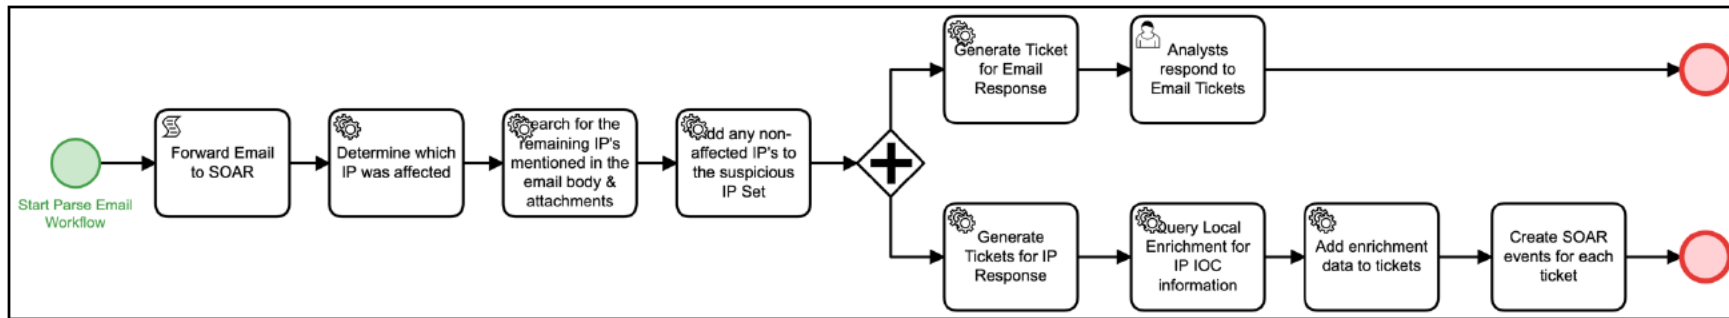 Start Parse Email
Workflow
Forward Email
to SOAR
Determine which
IP was affected
earch for the
remaining IP's
mentioned in the
email body &
attachments
dd any non-
affected IP's to
the suspicious
IP Set
Generate Ticket
for Email
Response
Analysts
respond to
Email Tickets
Generate
Tickets for IP
Response
Query Local
Enrichment for
IP IOC
information
Add enrichment
data to tickets
Create SOAR
events for each
ticket